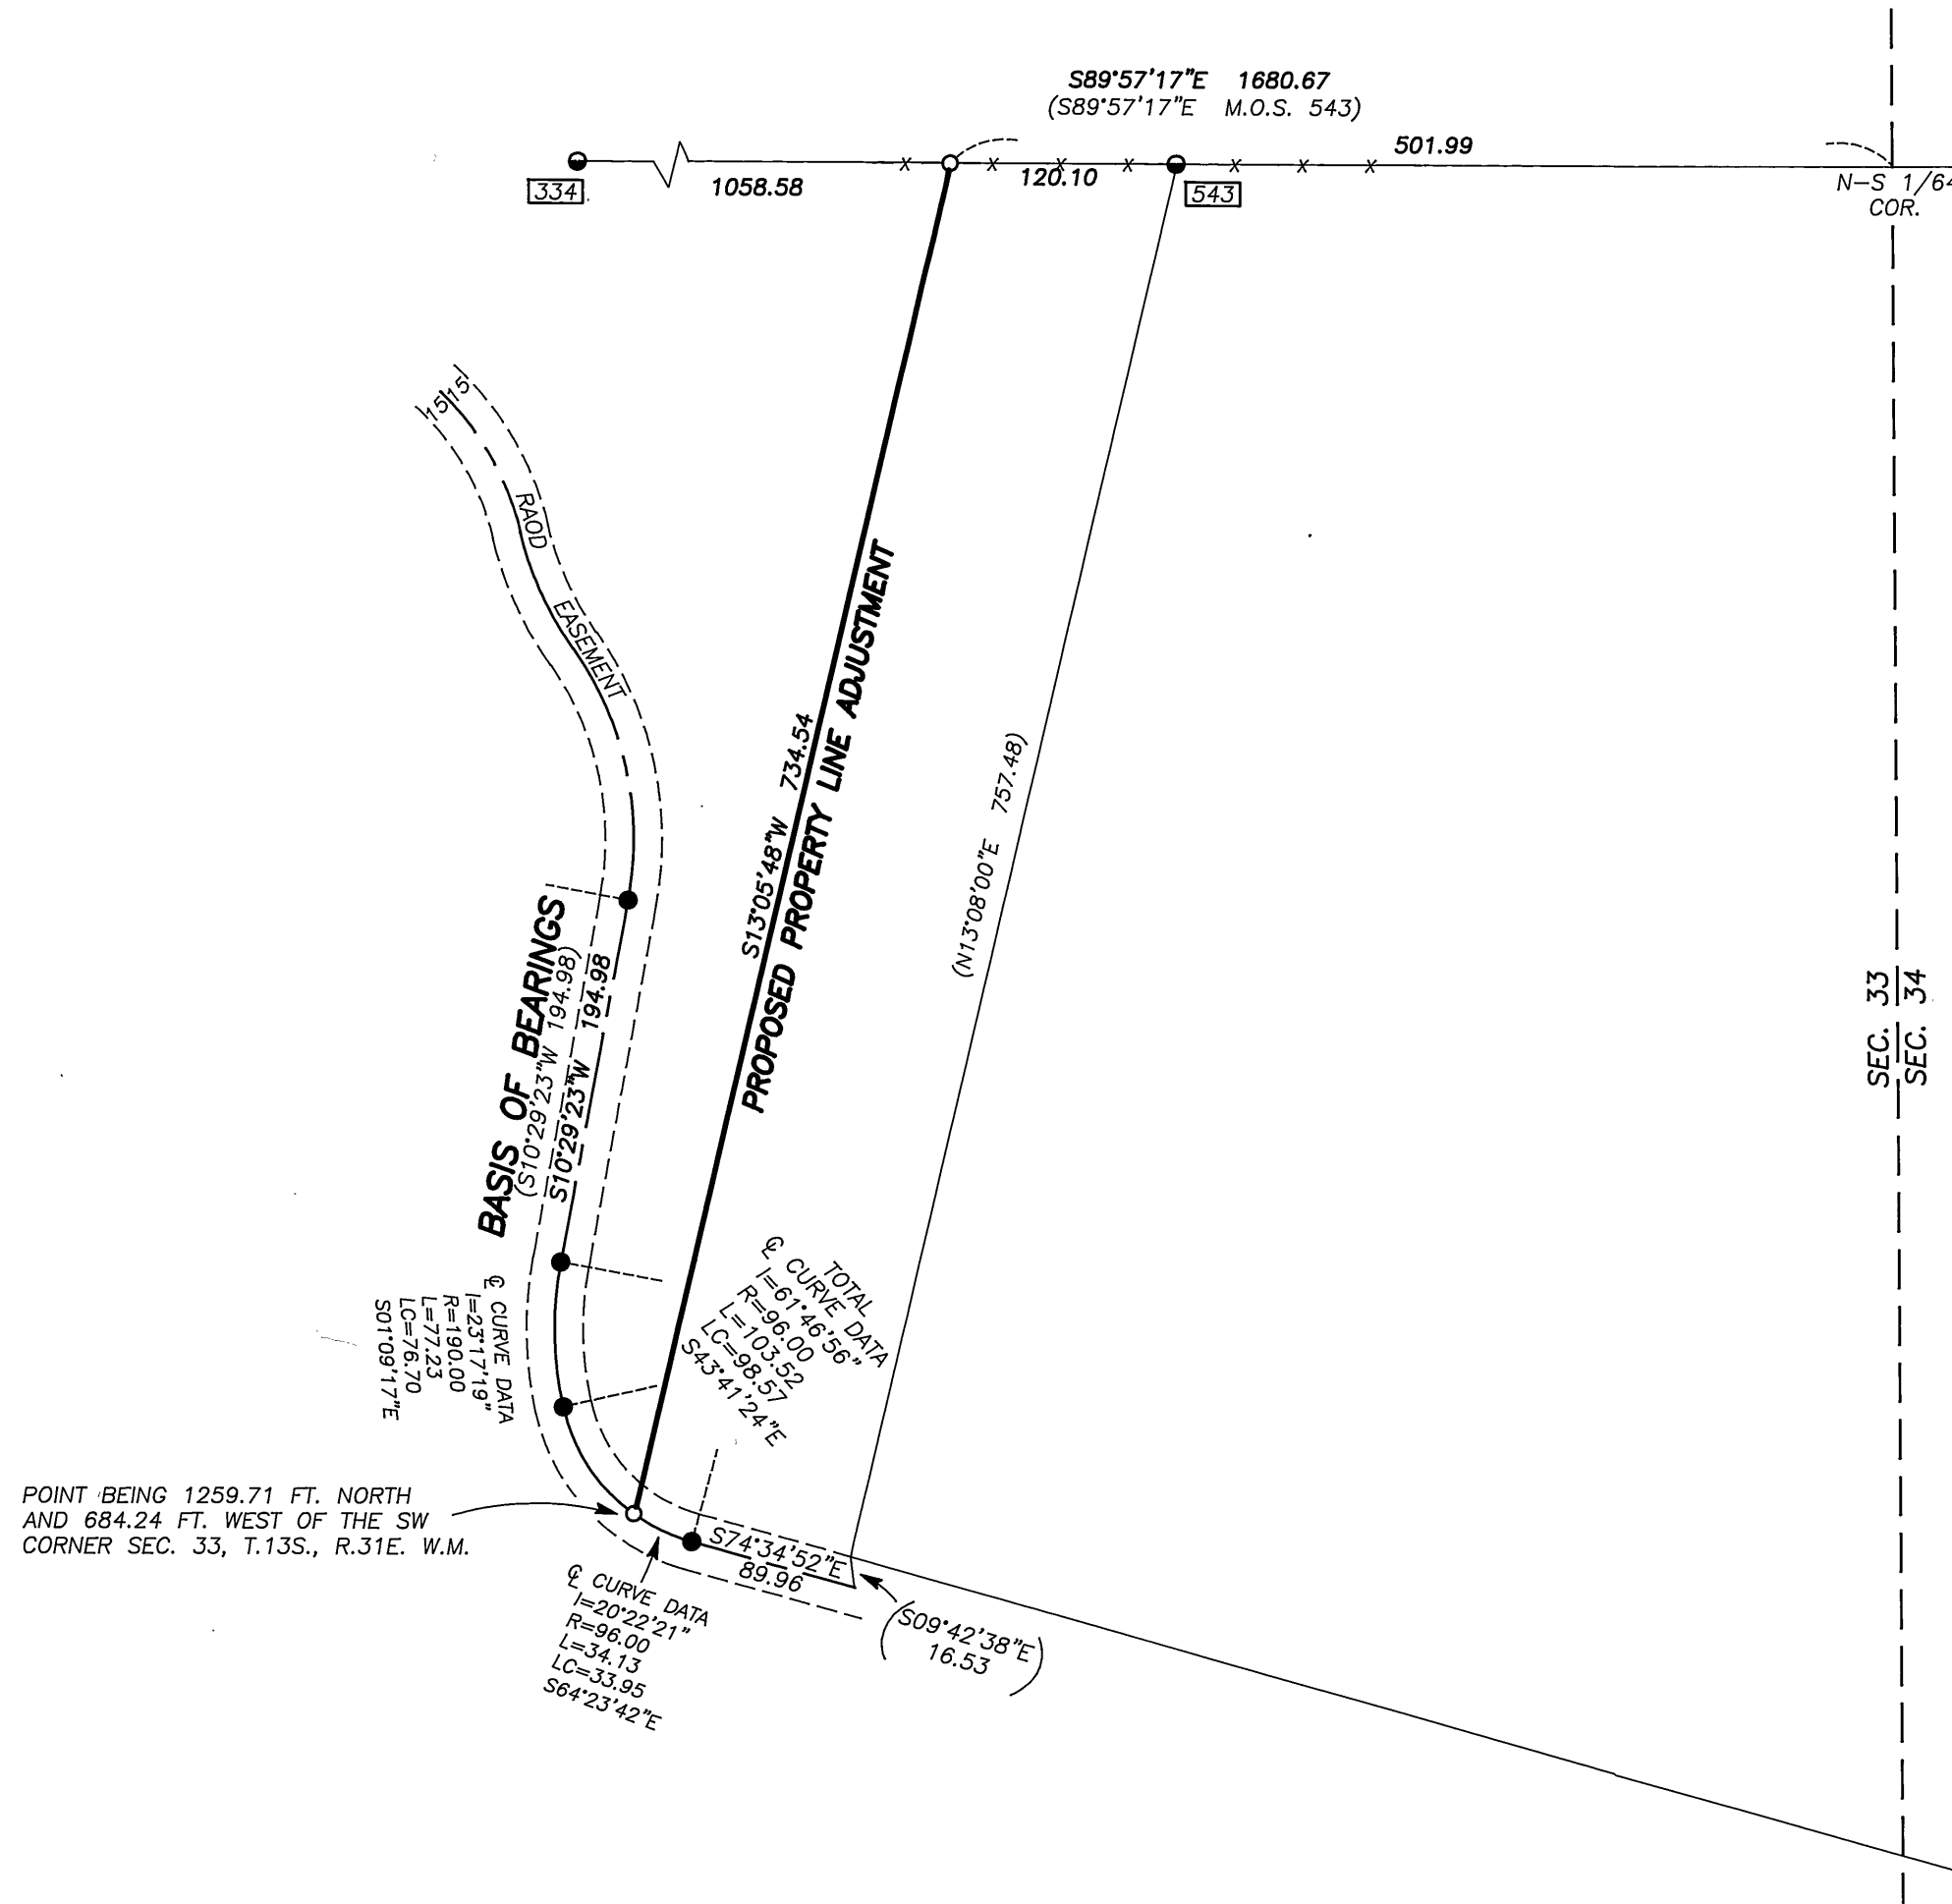 S89°57'17"E 1680.67
(S89°57'17"E M.O.S. 543)
501.99
334
1058.58
120.10
543
N-S 1/64
COR.
15 15
RAOD EASEMENT
S13°05'48"W 734.54
PROPOSED PROPERTY LINE ADJUSTMENT
(N13°08'00"E 757.48)
SEC. 33
SEC. 34
BASIS OF BEARINGS
(S10°29'23"W 194.98)
S10°29'23"W 194.98
℄ CURVE DATA
I=23°17'19"
R=190.00
L=77.23
LC=76.70
S01°09'17"E
TOTAL
℄ CURVE DATA
I=61°46'56"
R=96.00
L=103.52
LC=98.57
S43°41'24"E
POINT BEING 1259.71 FT. NORTH
AND 684.24 FT. WEST OF THE SW
CORNER SEC. 33, T.13S., R.31E. W.M.
S74°34'52"E
89.96
℄ CURVE DATA
I=20°22'21"
R=96.00
L=34.13
LC=33.95
S64°23'42"E
(S09°42'38"E
16.53)